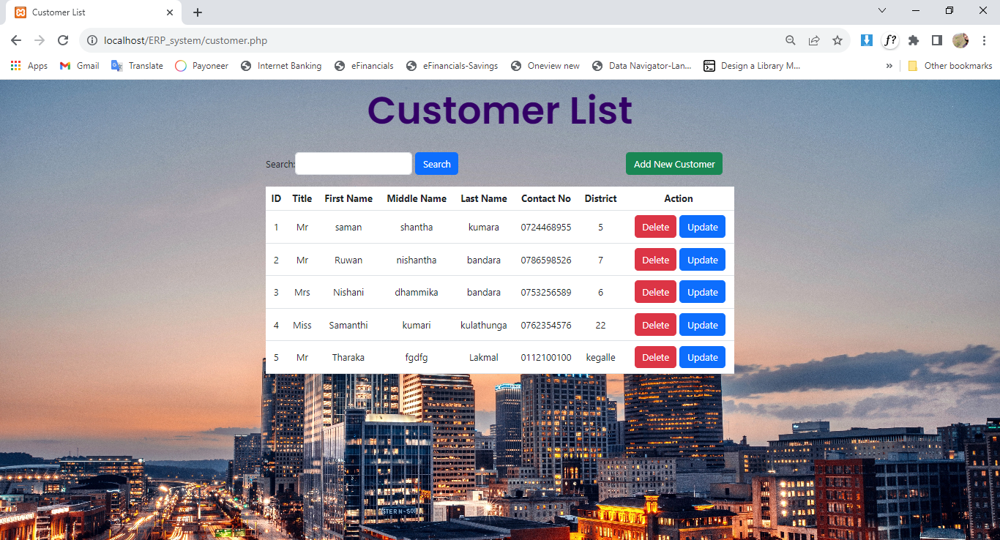 Customer List
localhost/ERP_system/customer.php
f?
Apps Gmail Translate Payoneer Internet Banking eFinancials eFinancials-Savings Oneview new Data Navigator-Lan... Design a Library M... » Other bookmarks
Customer List
Search: Search Add New Customer
ID Title First Name Middle Name Last Name Contact No District Action
1 Mr saman shantha kumara 0724468955 5 Delete Update
2 Mr Ruwan nishantha bandara 0786598526 7 Delete Update
3 Mrs Nishani dhammika bandara 0753256589 6 Delete Update
4 Miss Samanthi kumari kulathunga 0762354576 22 Delete Update
5 Mr Tharaka fgdfg Lakmal 0112100100 kegalle Delete Update